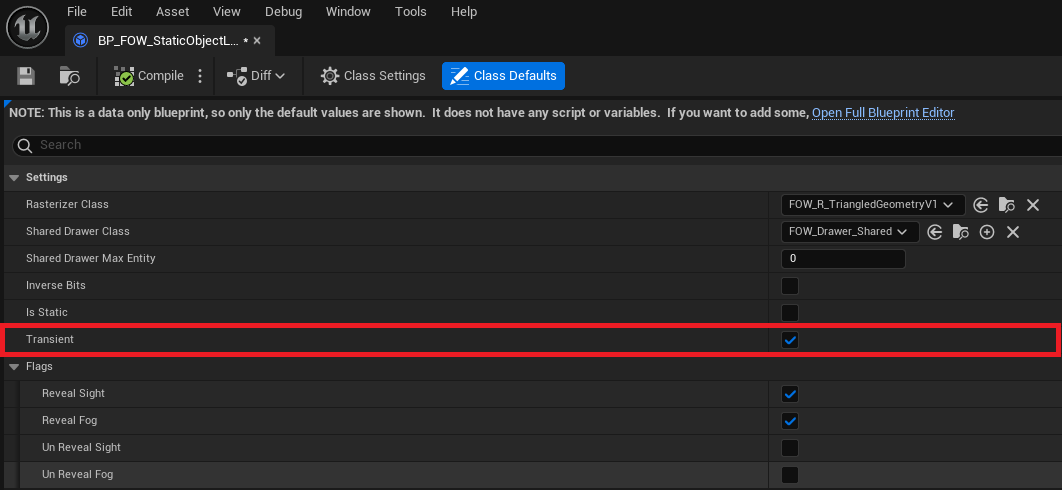 File Edit Asset View Debug Window Tools Help
BP_FOW_StaticObjectL... •
Compile Diff Class Settings Class Defaults
NOTE: This is a data only blueprint, so only the default values are shown. It does not have any script or variables. If you want to add some, Open Full Blueprint Editor
Search
Settings
Rasterizer Class FOW_R_TriangledGeometryV1
Shared Drawer Class FOW_Drawer_Shared
Shared Drawer Max Entity 0
Inverse Bits
Is Static
Transient
Flags
Reveal Sight
Reveal Fog
Un Reveal Sight
Un Reveal Fog